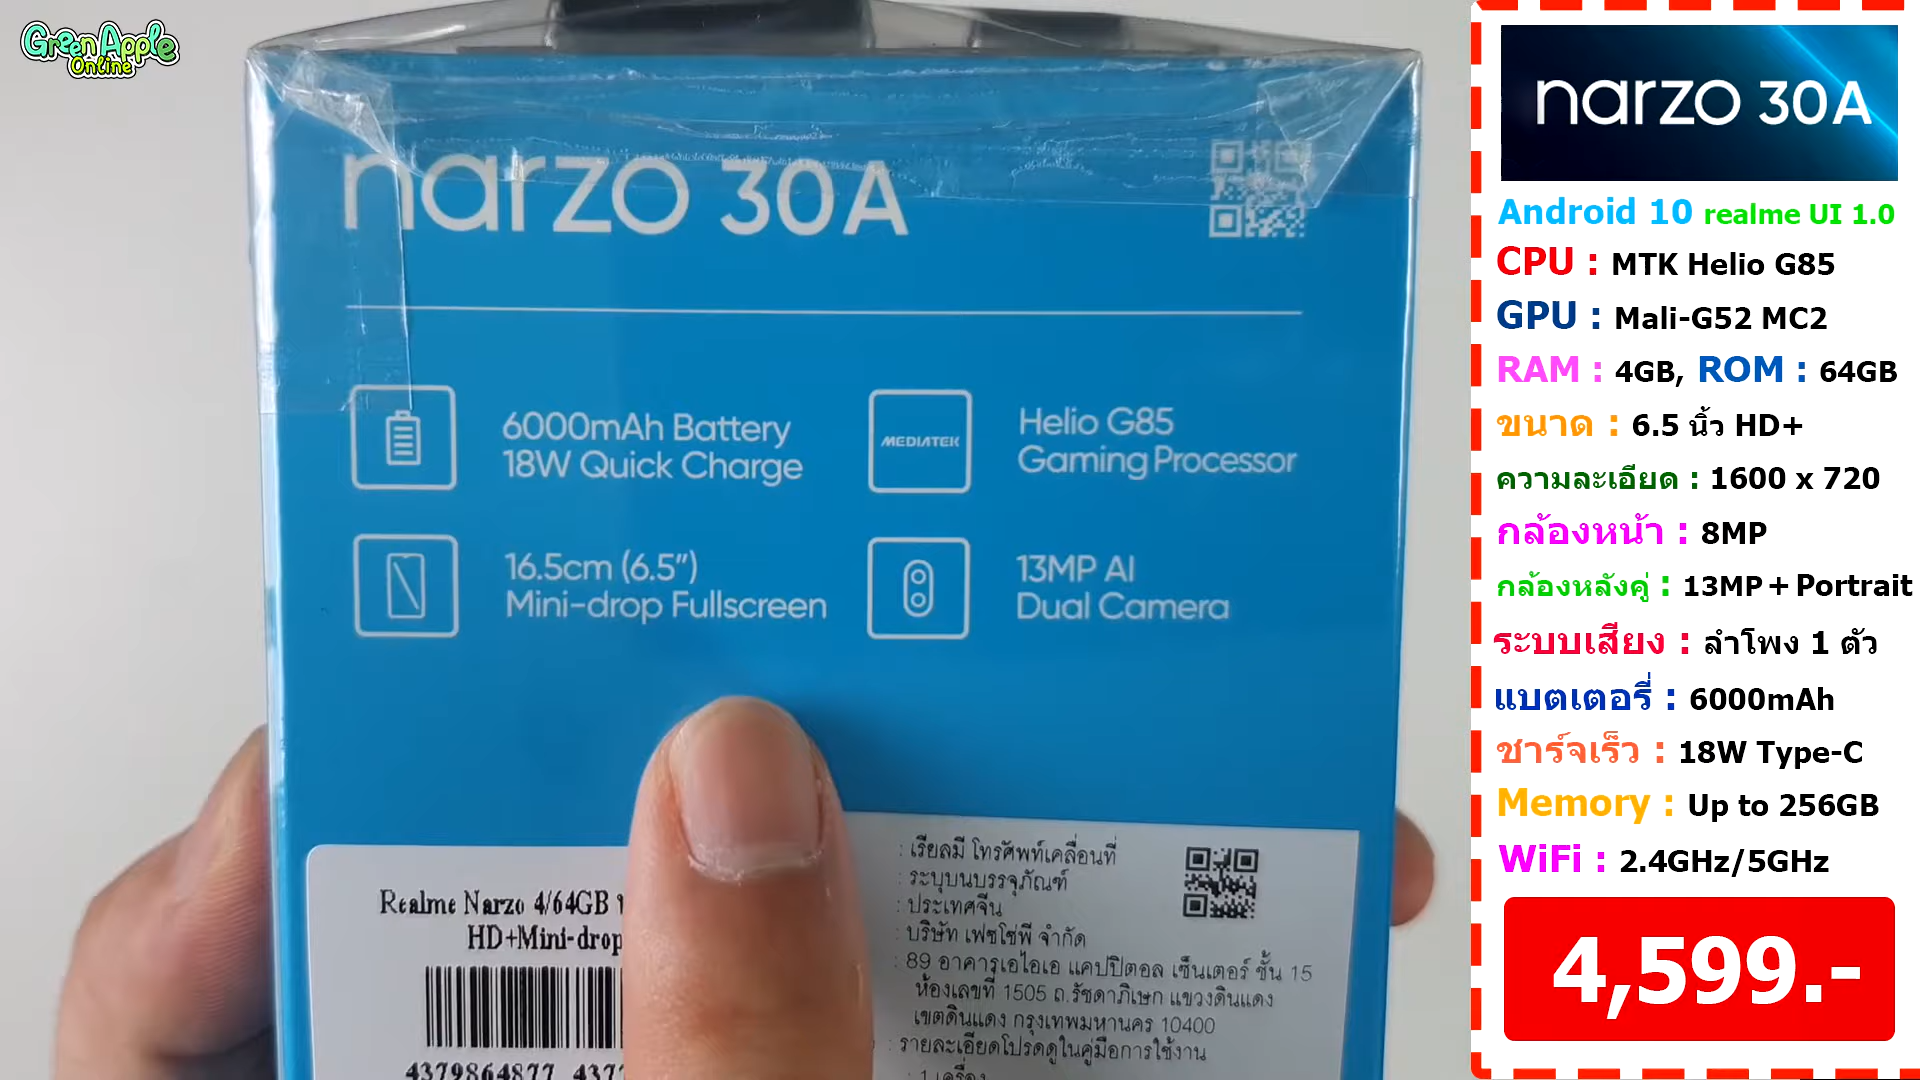 Green Apple
Online
narzo 30A
6000mAh Battery
18W Quick Charge
MEDIATEK
Helio G85
Gaming Processor
16.5cm (6.5”)
Mini-drop Fullscreen
13MP AI
Dual Camera
Realme Narzo 4/64GB
HD+Mini-drop
4379864877
: เรียลมี โทรศัพท์เคลื่อนที่
: ระบุบนบรรจุภัณฑ์
: ประเทศจีน
: บริษัท เฟซโซ่พี จำกัด
: 89 อาคารเอไอเอ แคปปิตอล เซ็นเตอร์ ชั้น 15
ห้องเลขที่ 1505 ถ.รัชดาภิเษก แขวงดินแดง
เขตดินแดง กรุงเทพมหานคร 10400
: รายละเอียดโปรดดูในคู่มือการใช้งาน
: 1 เครื่อง
narzo 30A
Android 10 realme UI 1.0
CPU : MTK Helio G85
GPU : Mali-G52 MC2
RAM : 4GB, ROM : 64GB
ขนาด : 6.5 นิ้ว HD+
ความละเอียด : 1600 x 720
กล้องหน้า : 8MP
กล้องหลังคู่ : 13MP + Portrait
ระบบเสียง : ลำโพง 1 ตัว
แบตเตอรี่ : 6000mAh
ชาร์จเร็ว : 18W Type-C
Memory : Up to 256GB
WiFi : 2.4GHz/5GHz
4,599.-